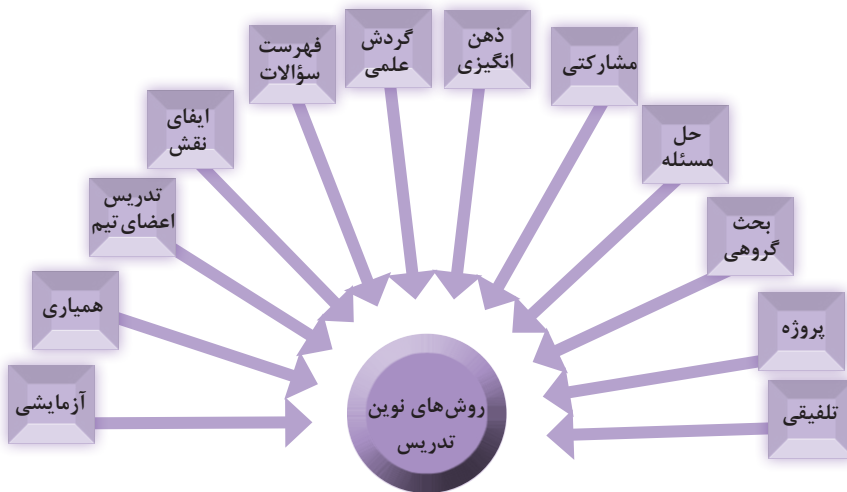 تلفیقی
پروژه
بحث
گروهی
حل
مسئله
مشارکتی
ذهن
انگیزی
گردش
علمی
فهرست
سؤالات
ایفای
نقش
تدریس
اعضای تیم
همیاری
آزمایشی
روش‌های نوین
تدریس